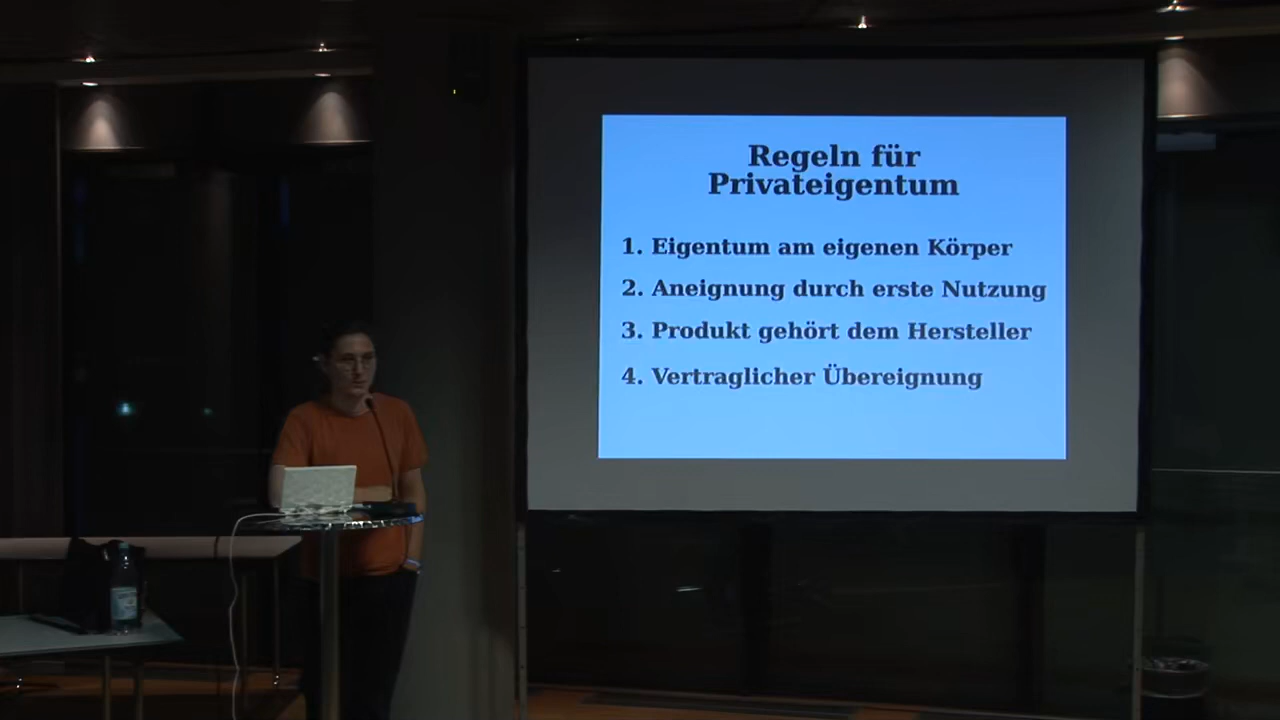 Regeln für
Privateigentum
1. Eigentum am eigenen Körper
2. Aneignung durch erste Nutzung
3. Produkt gehört dem Hersteller
4. Vertraglicher Übereignung